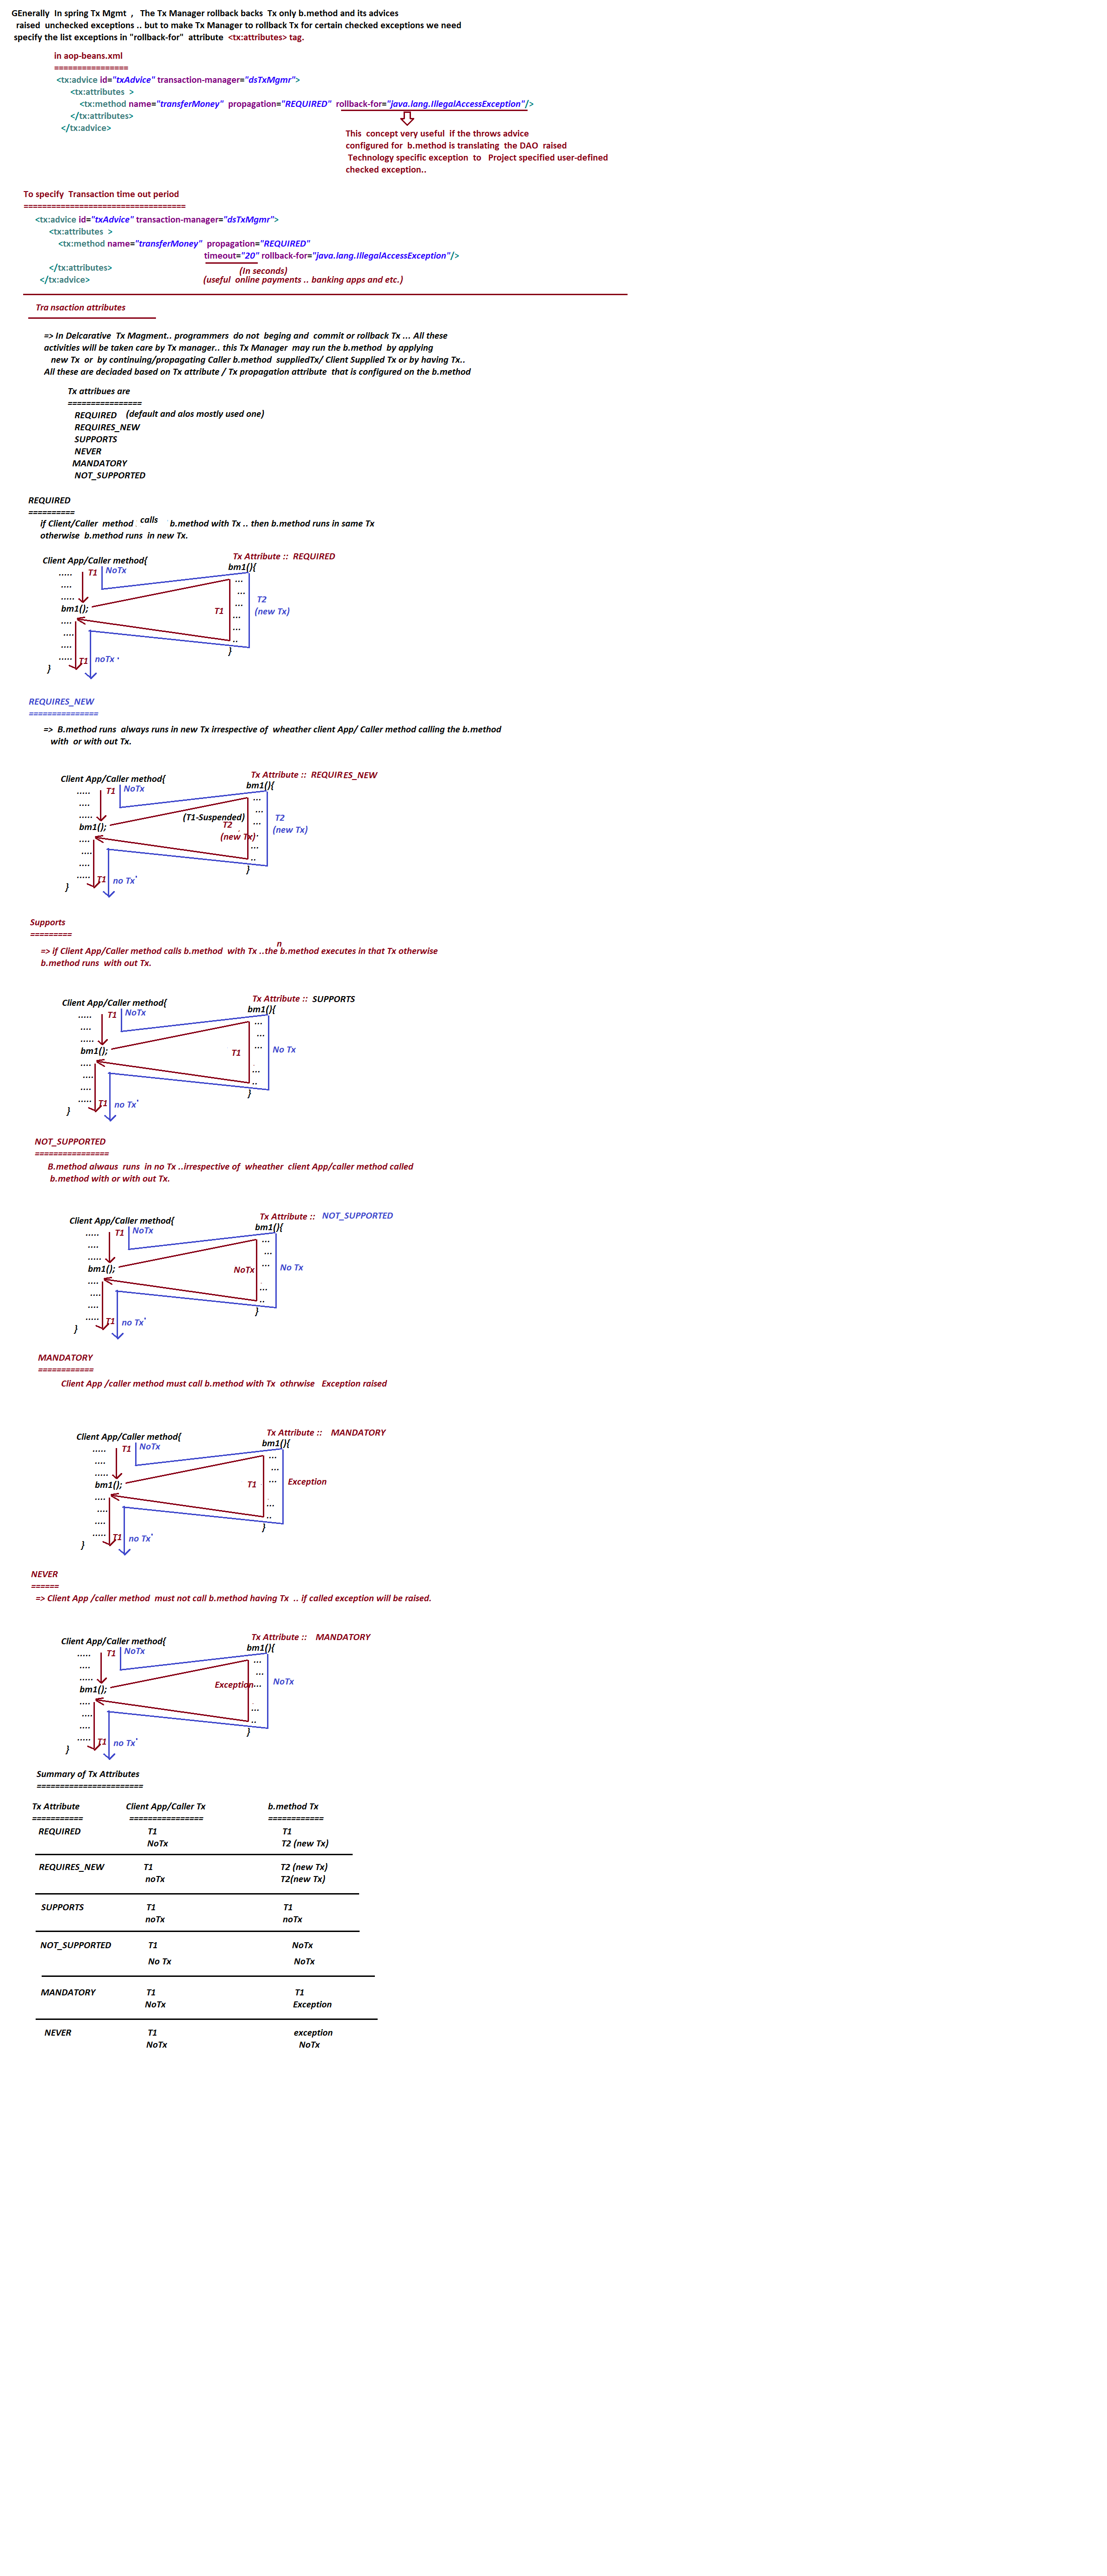 GEnerally In spring Tx Mgmt , The Tx Manager rollback backs Tx only b.method and its advices
raised unchecked exceptions .. but to make Tx Manager to rollback Tx for certain checked exceptions we need
specify the list exceptions in "rollback-for" attribute <tx:attributes> tag.
in aop-beans.xml
================
<tx:advice id="txAdvice" transaction-manager="dsTxMgmr">
<tx:attributes >
<tx:method name="transferMoney" propagation="REQUIRED" rollback-for="java.lang.IllegalAccessException"/>
</tx:attributes>
</tx:advice>
This concept very useful if the throws advice
configured for b.method is translating the DAO raised
Technology specific exception to Project specified user-defined
checked exception..
To specify Transaction time out period
===================================
<tx:advice id="txAdvice" transaction-manager="dsTxMgmr">
<tx:attributes >
<tx:method name="transferMoney" propagation="REQUIRED"
timeout="20" rollback-for="java.lang.IllegalAccessException"/>
</tx:attributes>
(In seconds)
</tx:advice>
(useful online payments .. banking apps and etc.)
Tra nsaction attributes
=> In Delcarative Tx Magment.. programmers do not beging and commit or rollback Tx ... All these
activities will be taken care by Tx manager.. this Tx Manager may run the b.method by applying
new Tx or by continuing/propagating Caller b.method suppliedTx/ Client Supplied Tx or by having Tx..
All these are deciaded based on Tx attribute / Tx propagation attribute that is configured on the b.method
Tx attribues are
================
REQUIRED (default and alos mostly used one)
REQUIRES_NEW
SUPPORTS
NEVER
MANDATORY
NOT_SUPPORTED
REQUIRED
==========
if Client/Caller method calls b.method with Tx .. then b.method runs in same Tx
otherwise b.method runs in new Tx.
Tx Attribute :: REQUIRED
Client App/Caller method{
bm1(){
..... T1 NoTx ...
.... ...
..... ...
T2
bm1(); T1 ... (new Tx)
.... ...
.... ...
.... ..
..... T1 noTx
}
}
REQUIRES_NEW
===============
=> B.method runs always runs in new Tx irrespective of wheather client App/ Caller method calling the b.method
with or with out Tx.
Tx Attribute :: REQUIRES_NEW
Client App/Caller method{
bm1(){
..... T1 NoTx ...
.... ...
..... (T1-Suspended) ... T2
bm1(); T2 (new Tx)
.... (new Tx)
.... ...
.... ..
..... T1 no Tx
}
}
Supports
=========
n
=> if Client App/Caller method calls b.method with Tx ..the b.method executes in that Tx otherwise
b.method runs with out Tx.
Tx Attribute :: SUPPORTS
Client App/Caller method{
bm1(){
..... T1 NoTx ...
.... ...
..... ... No Tx
bm1(); T1
.... ...
.... ..
....
..... T1 no Tx
}
}
NOT_SUPPORTED
================
B.method alwaus runs in no Tx ..irrespective of wheather client App/caller method called
b.method with or with out Tx.
Tx Attribute :: NOT_SUPPORTED
Client App/Caller method{
bm1(){
..... T1 NoTx ...
.... ...
..... ... No Tx
bm1(); NoTx
.... ...
.... ..
....
..... T1 no Tx
}
}
MANDATORY
============
Client App /caller method must call b.method with Tx othrwise Exception raised
Tx Attribute :: MANDATORY
Client App/Caller method{
bm1(){
..... T1 NoTx ...
.... ...
..... ... Exception
bm1(); T1
.... ...
.... ..
....
..... T1 no Tx
}
}
NEVER
======
=> Client App /caller method must not call b.method having Tx .. if called exception will be raised.
Tx Attribute :: MANDATORY
Client App/Caller method{
bm1(){
..... T1 NoTx ...
.... ...
..... Exception... NoTx
bm1();
.... ...
.... ..
....
..... T1 no Tx
}
}
Summary of Tx Attributes
=======================
Tx Attribute Client App/Caller Tx b.method Tx
=========== ================ ============
REQUIRED T1 T1
NoTx T2 (new Tx)
REQUIRES_NEW T1 T2 (new Tx)
noTx T2(new Tx)
SUPPORTS T1 T1
noTx noTx
NOT_SUPPORTED T1 NoTx
No Tx NoTx
MANDATORY T1 T1
NoTx Exception
NEVER T1 exception
NoTx NoTx